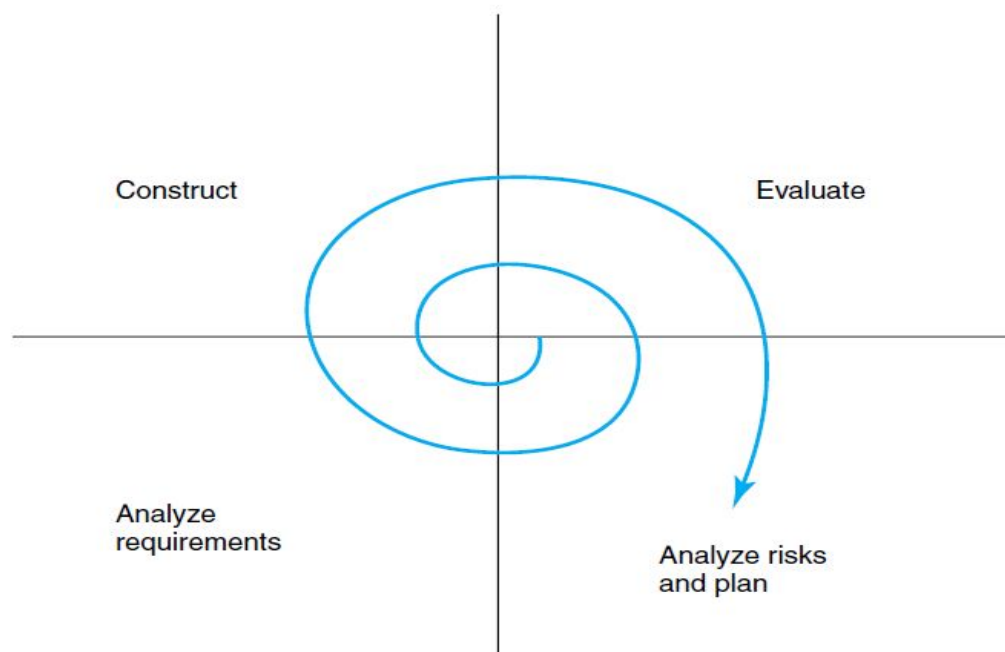 Construct
Evaluate
Analyze
requirements
Analyze risks
and plan